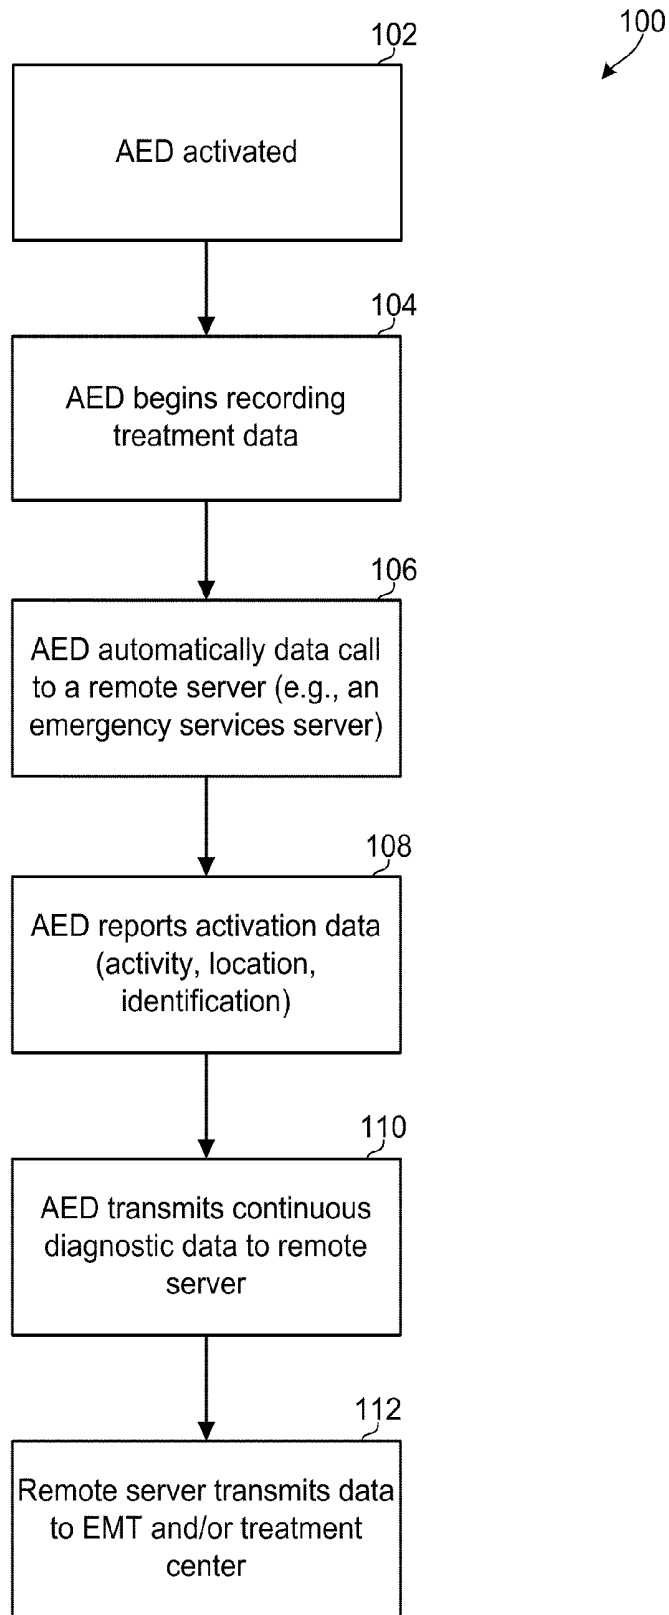 100
102
AED activated
104
AED begins recording
treatment data
106
AED automatically data call
to a remote server (e.g., an
emergency services server)
108
AED reports activation data
(activity, location,
identification)
110
AED transmits continuous
diagnostic data to remote
server
112
Remote server transmits data
to EMT and/or treatment
center